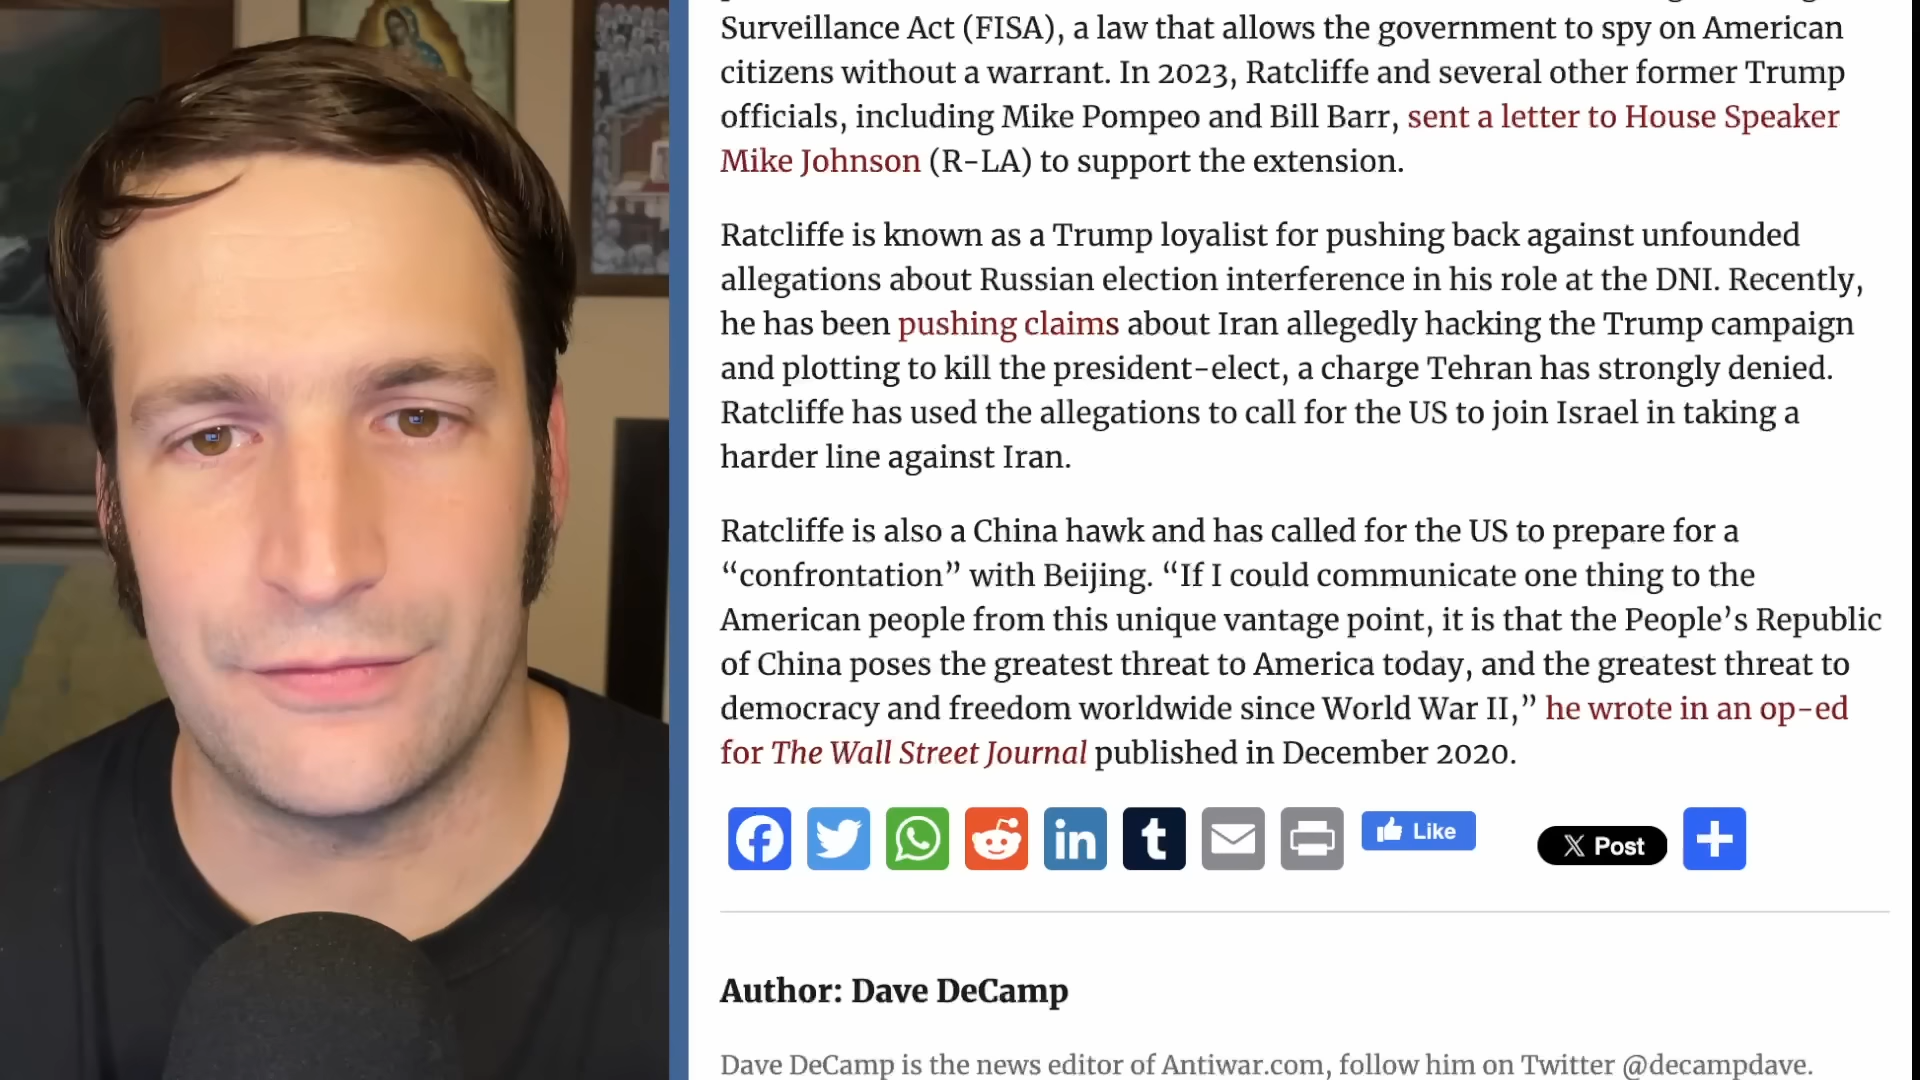 Surveillance Act (FISA), a law that allows the government to spy on American
citizens without a warrant. In 2023, Ratcliffe and several other former Trump
officials, including Mike Pompeo and Bill Barr, sent a letter to House Speaker
Mike Johnson (R-LA) to support the extension.
Ratcliffe is known as a Trump loyalist for pushing back against unfounded
allegations about Russian election interference in his role at the DNI. Recently,
he has been pushing claims about Iran allegedly hacking the Trump campaign
and plotting to kill the president-elect, a charge Tehran has strongly denied.
Ratcliffe has used the allegations to call for the US to join Israel in taking a
harder line against Iran.
Ratcliffe is also a China hawk and has called for the US to prepare for a
“confrontation” with Beijing. “If I could communicate one thing to the
American people from this unique vantage point, it is that the People’s Republic
of China poses the greatest threat to America today, and the greatest threat to
democracy and freedom worldwide since World War II,” he wrote in an op-ed
for The Wall Street Journal published in December 2020.
in t Like X Post
Author: Dave DeCamp
Dave DeCamp is the news editor of Antiwar.com, follow him on Twitter @decampdave.